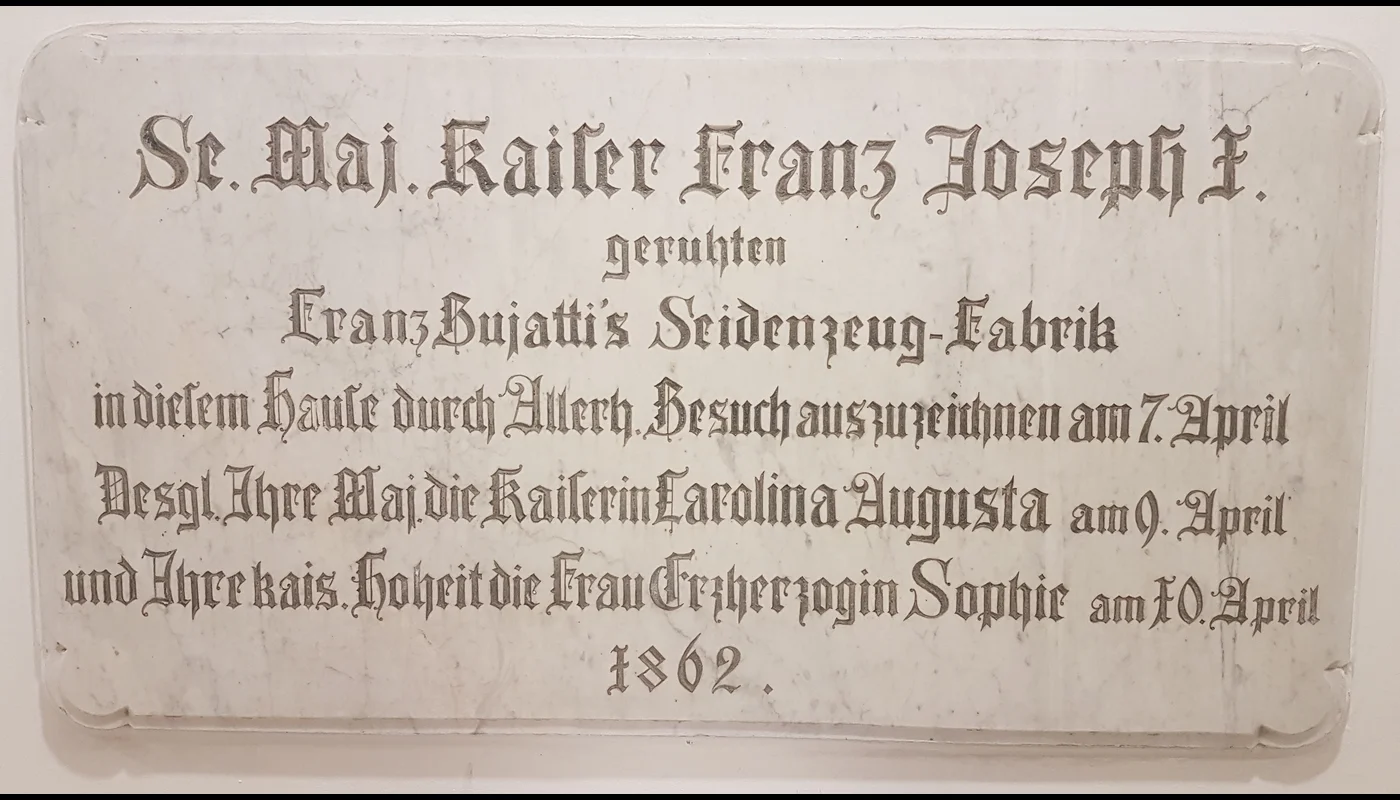 Se. Maj. Kaiſer Franz Joseph I.
geruhten
Franz Bujatti's Seidenzeug-Fabrik
in dieſem Hauſe durch Allerh. Besuch auszuzeichnen am 7. April
Desgl. Ihre Maj. die Kaiſerin Carolina Augusta am 9. April
und Ihre kais. Hoheit die Frau Erzherzogin Sophie am 10. April
1862.